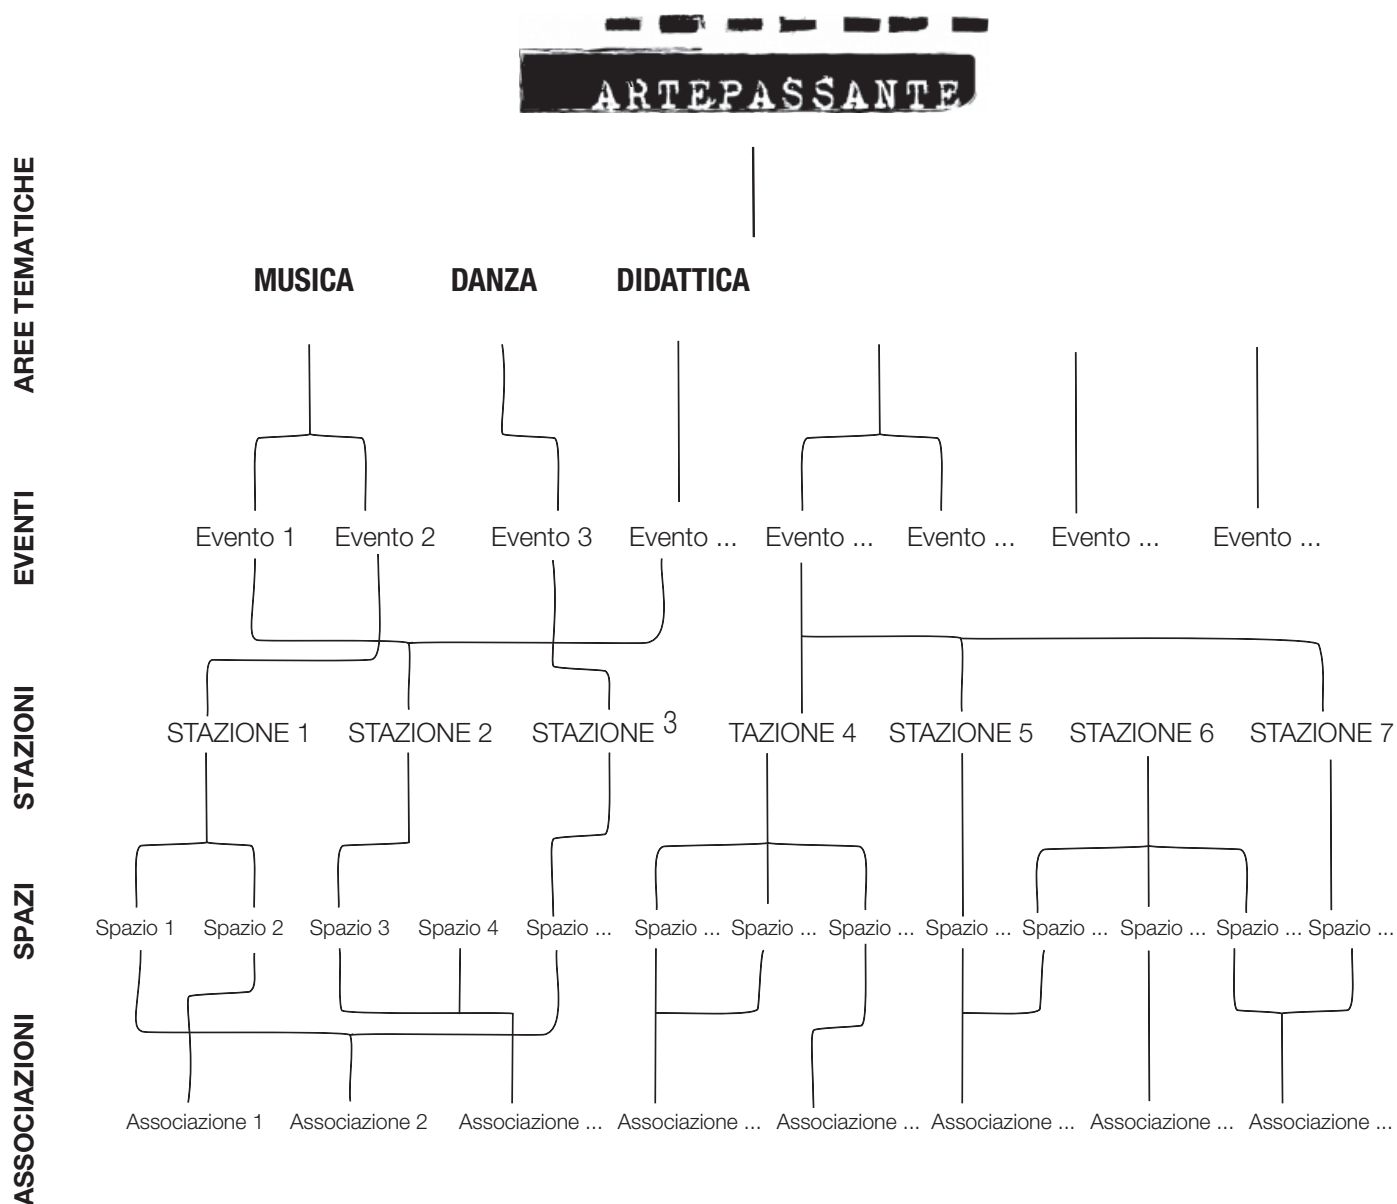 ARTEPASSANTE
AREE TEMATICHE
MUSICA DANZA DIDATTICA
EVENTI
Evento 1 Evento 2 Evento 3 Evento ... Evento ... Evento ... Evento ... Evento ...
STAZIONI
STAZIONE 1 STAZIONE 2 STAZIONE 3 TAZIONE 4 STAZIONE 5 STAZIONE 6 STAZIONE 7
SPAZI
Spazio 1 Spazio 2 Spazio 3 Spazio 4 Spazio ... Spazio ... Spazio ... Spazio ... Spazio ... Spazio ... Spazio ... Spazio ... Spazio ...
ASSOCIAZIONI
Associazione 1 Associazione 2 Associazione ... Associazione ... Associazione ... Associazione ... Associazione ... Associazione ...